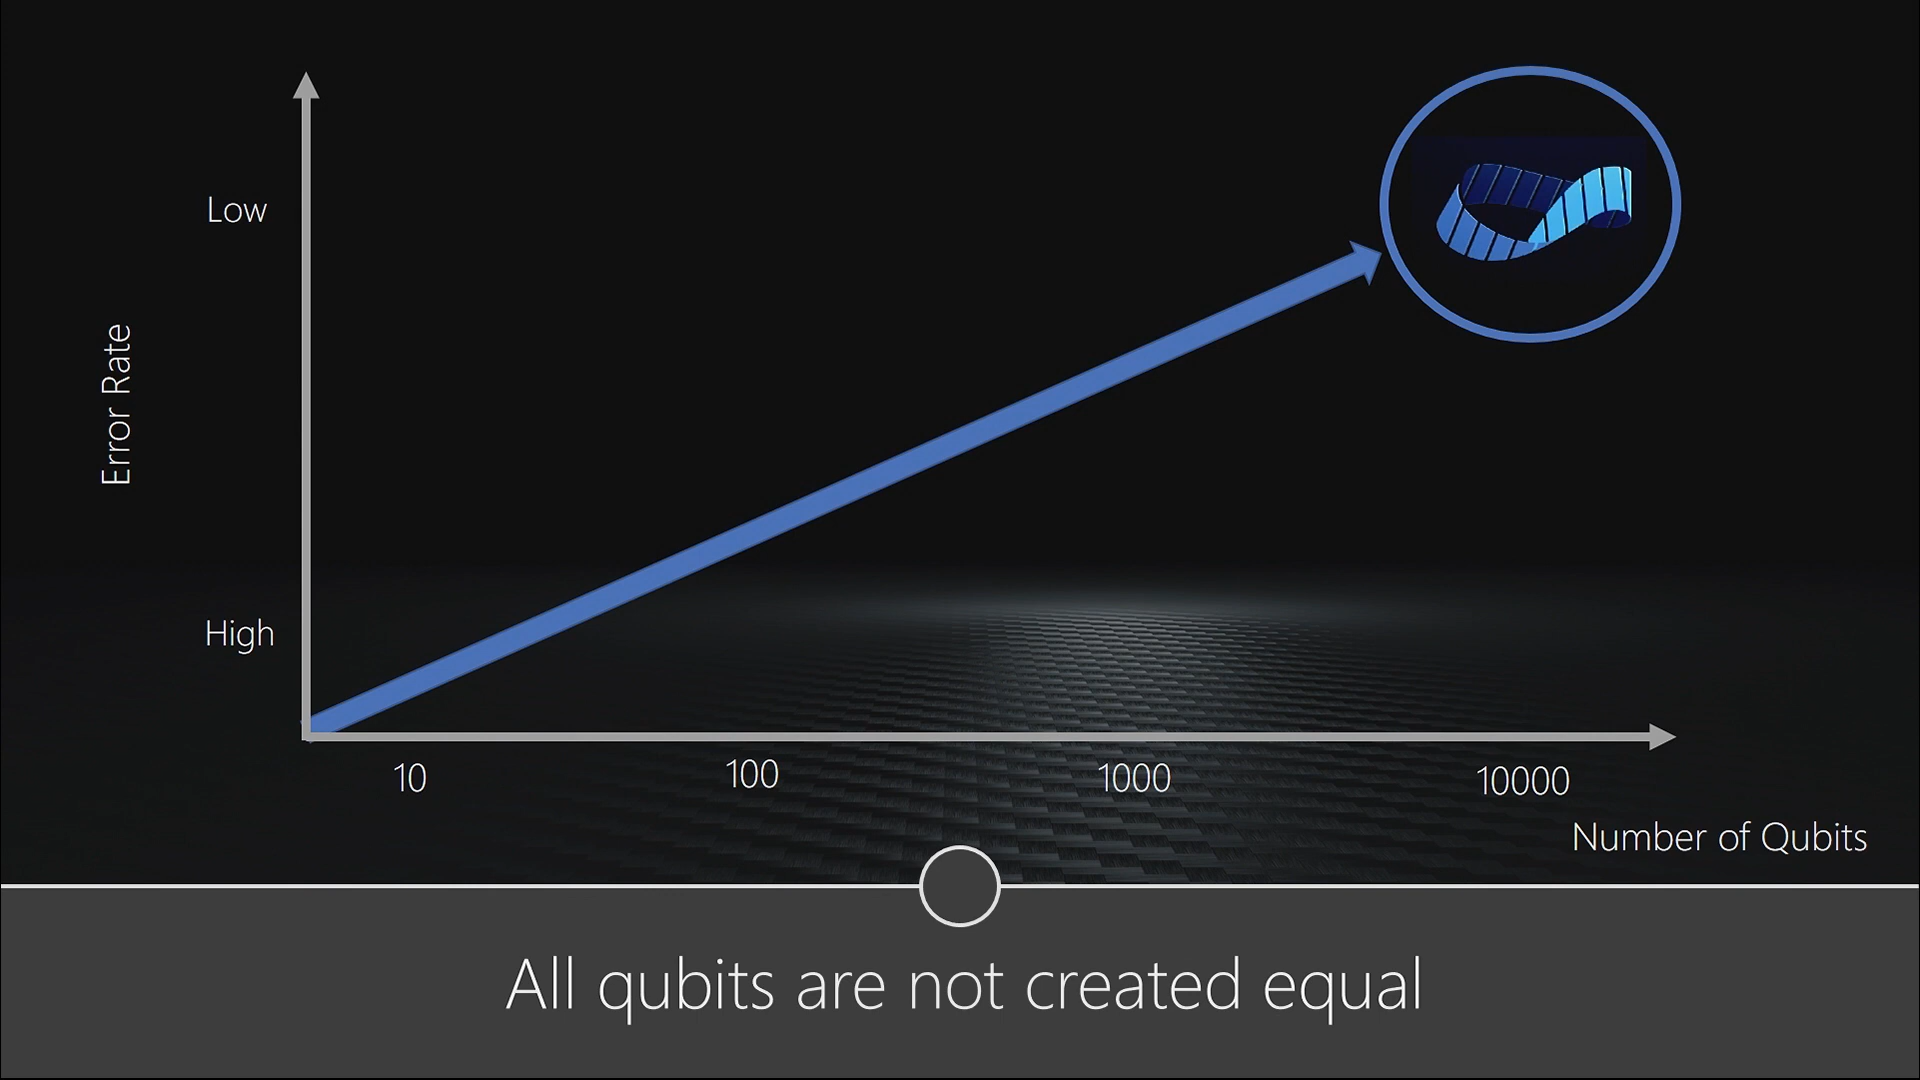 Low
Error Rate
High
10
100
1000
10000
Number of Qubits
All qubits are not created equal